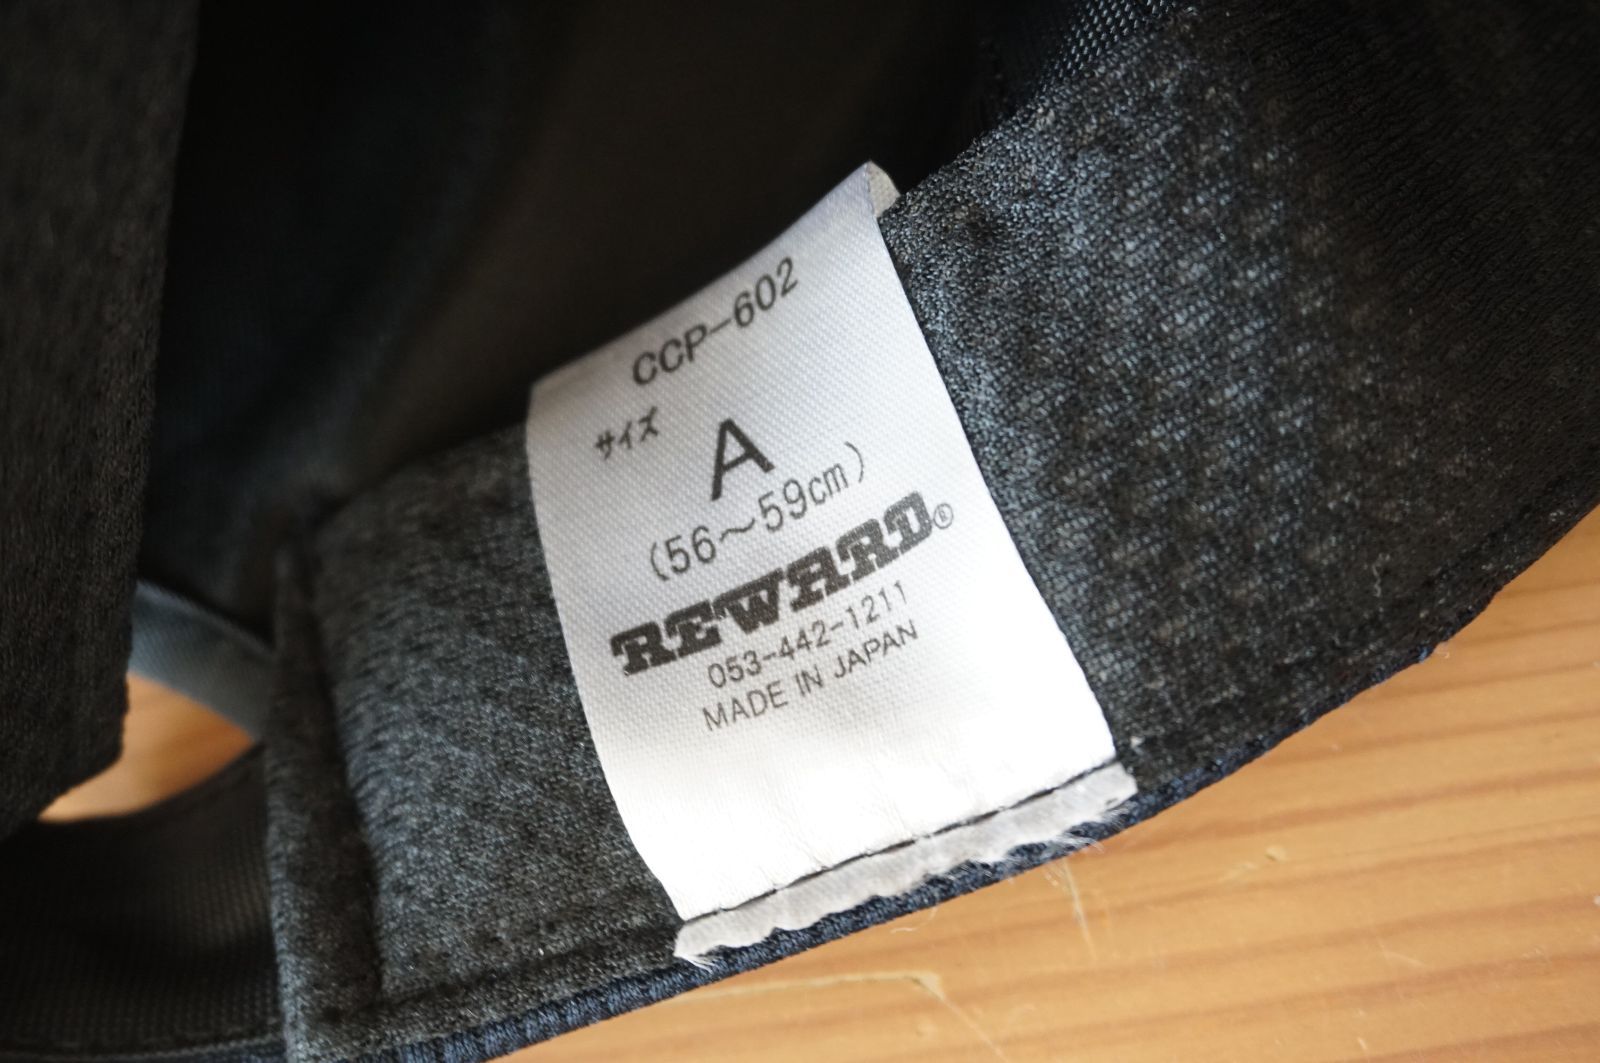 CCP-602
サイズ
A
(56～59cm)
REWARD®
053-442-1211
MADE IN JAPAN